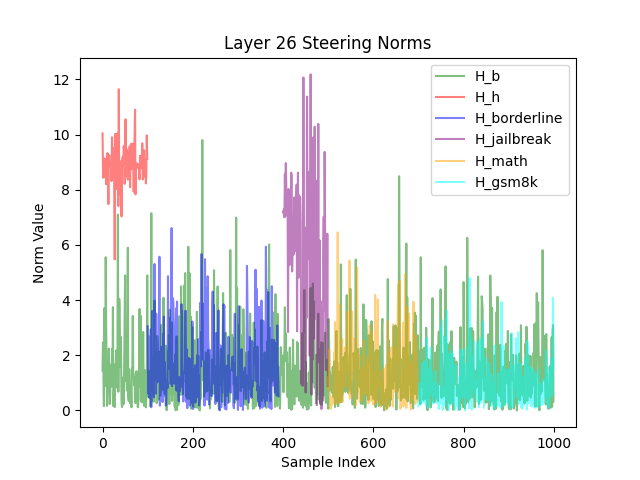 Layer 26 Steering Norms
H_b
H_h
H_borderline
H_jailbreak
H_math
H_gsm8k
Norm Value
12
10
8
6
4
2
0
0 200 400 600 800 1000
Sample Index